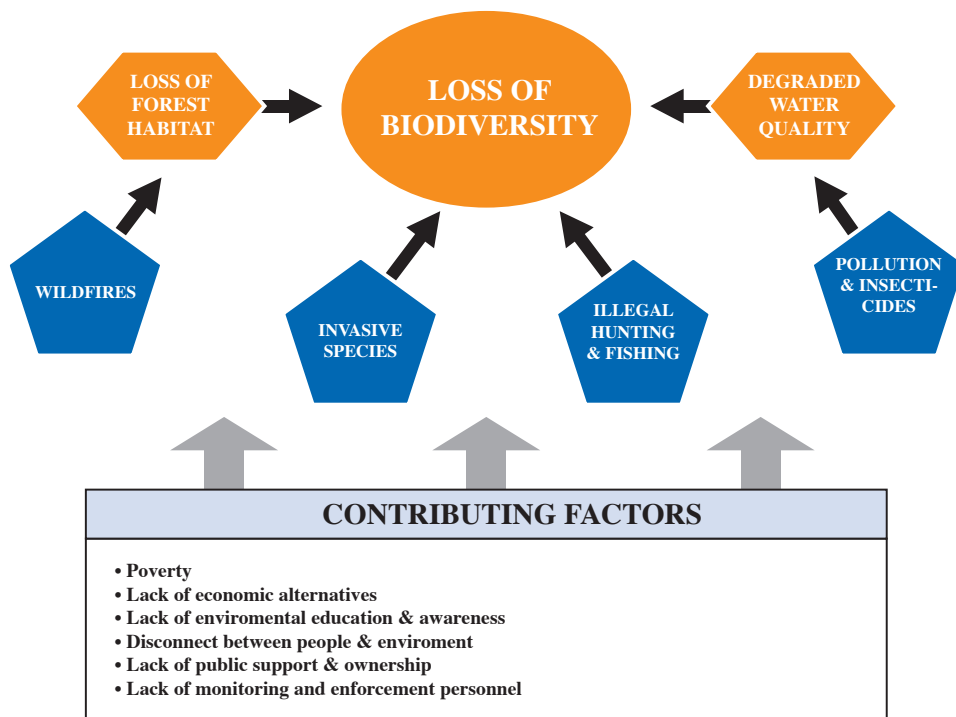 LOSS OF
FOREST
HABITAT
LOSS OF
BIODIVERSITY
DEGRADED
WATER
QUALITY
WILDFIRES
INVASIVE
SPECIES
ILLEGAL
HUNTING
& FISHING
POLLUTION
& INSECTI-
CIDES
CONTRIBUTING FACTORS
• Poverty
• Lack of economic alternatives
• Lack of enviromental education & awareness
• Disconnect between people & enviroment
• Lack of public support & ownership
• Lack of monitoring and enforcement personnel